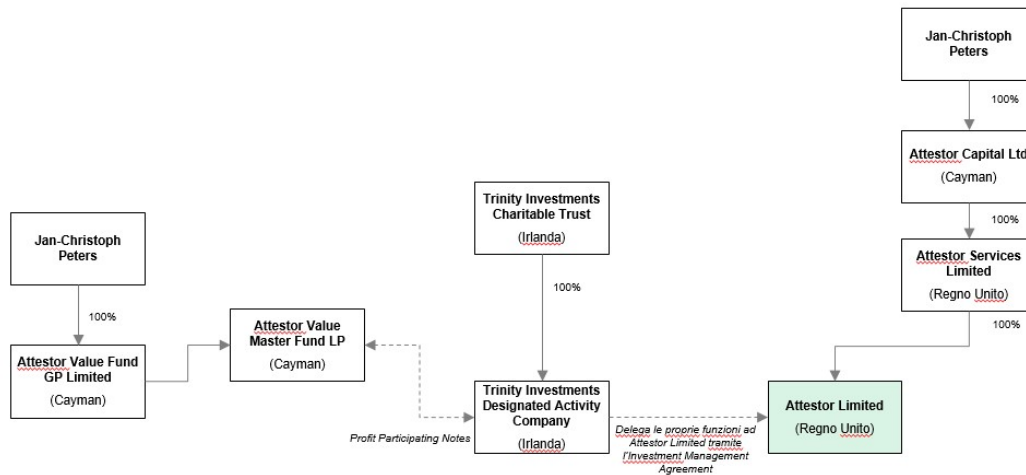 Jan-Christoph
Peters
100%
Attestor Capital Ltd
(Cayman)
100%
Trinity Investments
Charitable Trust
(Irlanda)
Jan-Christoph
Peters
Attestor Services
Limited
(Regno Unito)
100%
100%
100%
Attestor Value
Master Fund LP
(Cayman)
Attestor Value Fund
GP Limited
(Cayman)
Trinity Investments
Designated Activity
Company
(Irlanda)
Attestor Limited
(Regno Unito)
Profit Participating Notes
Delega le proprie funzioni ad
Attestor Limited tramite
l'Investment Management
Agreement